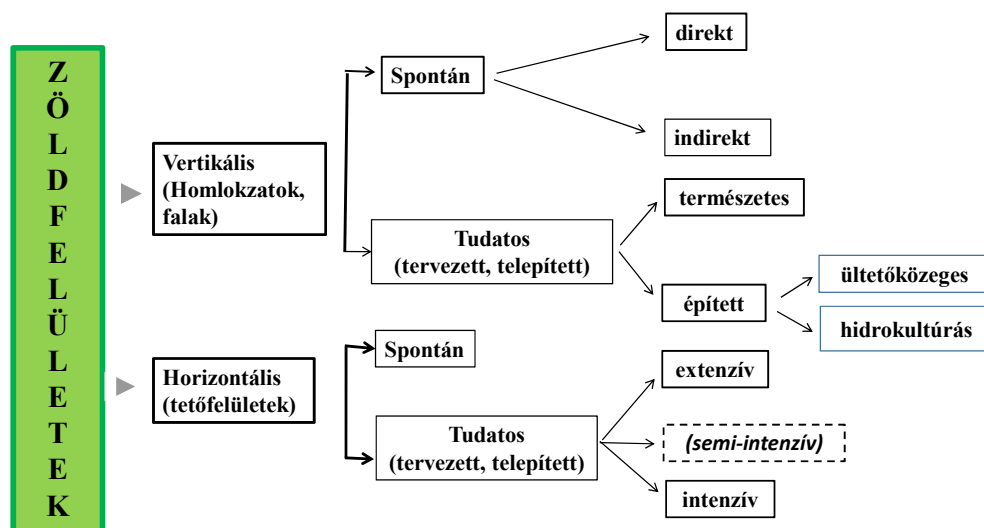 ZÖLDFELÜLETEK
Vertikális
(Homlokzatok,
falak)
Spontán
direkt
indirekt
Tudatos
(tervezett, telepített)
természetes
épített
ültetőközeges
hidrokultúrás
Horizontális
(tetőfelületek)
Spontán
Tudatos
(tervezett, telepített)
extenzív
(semi-intenzív)
intenzív